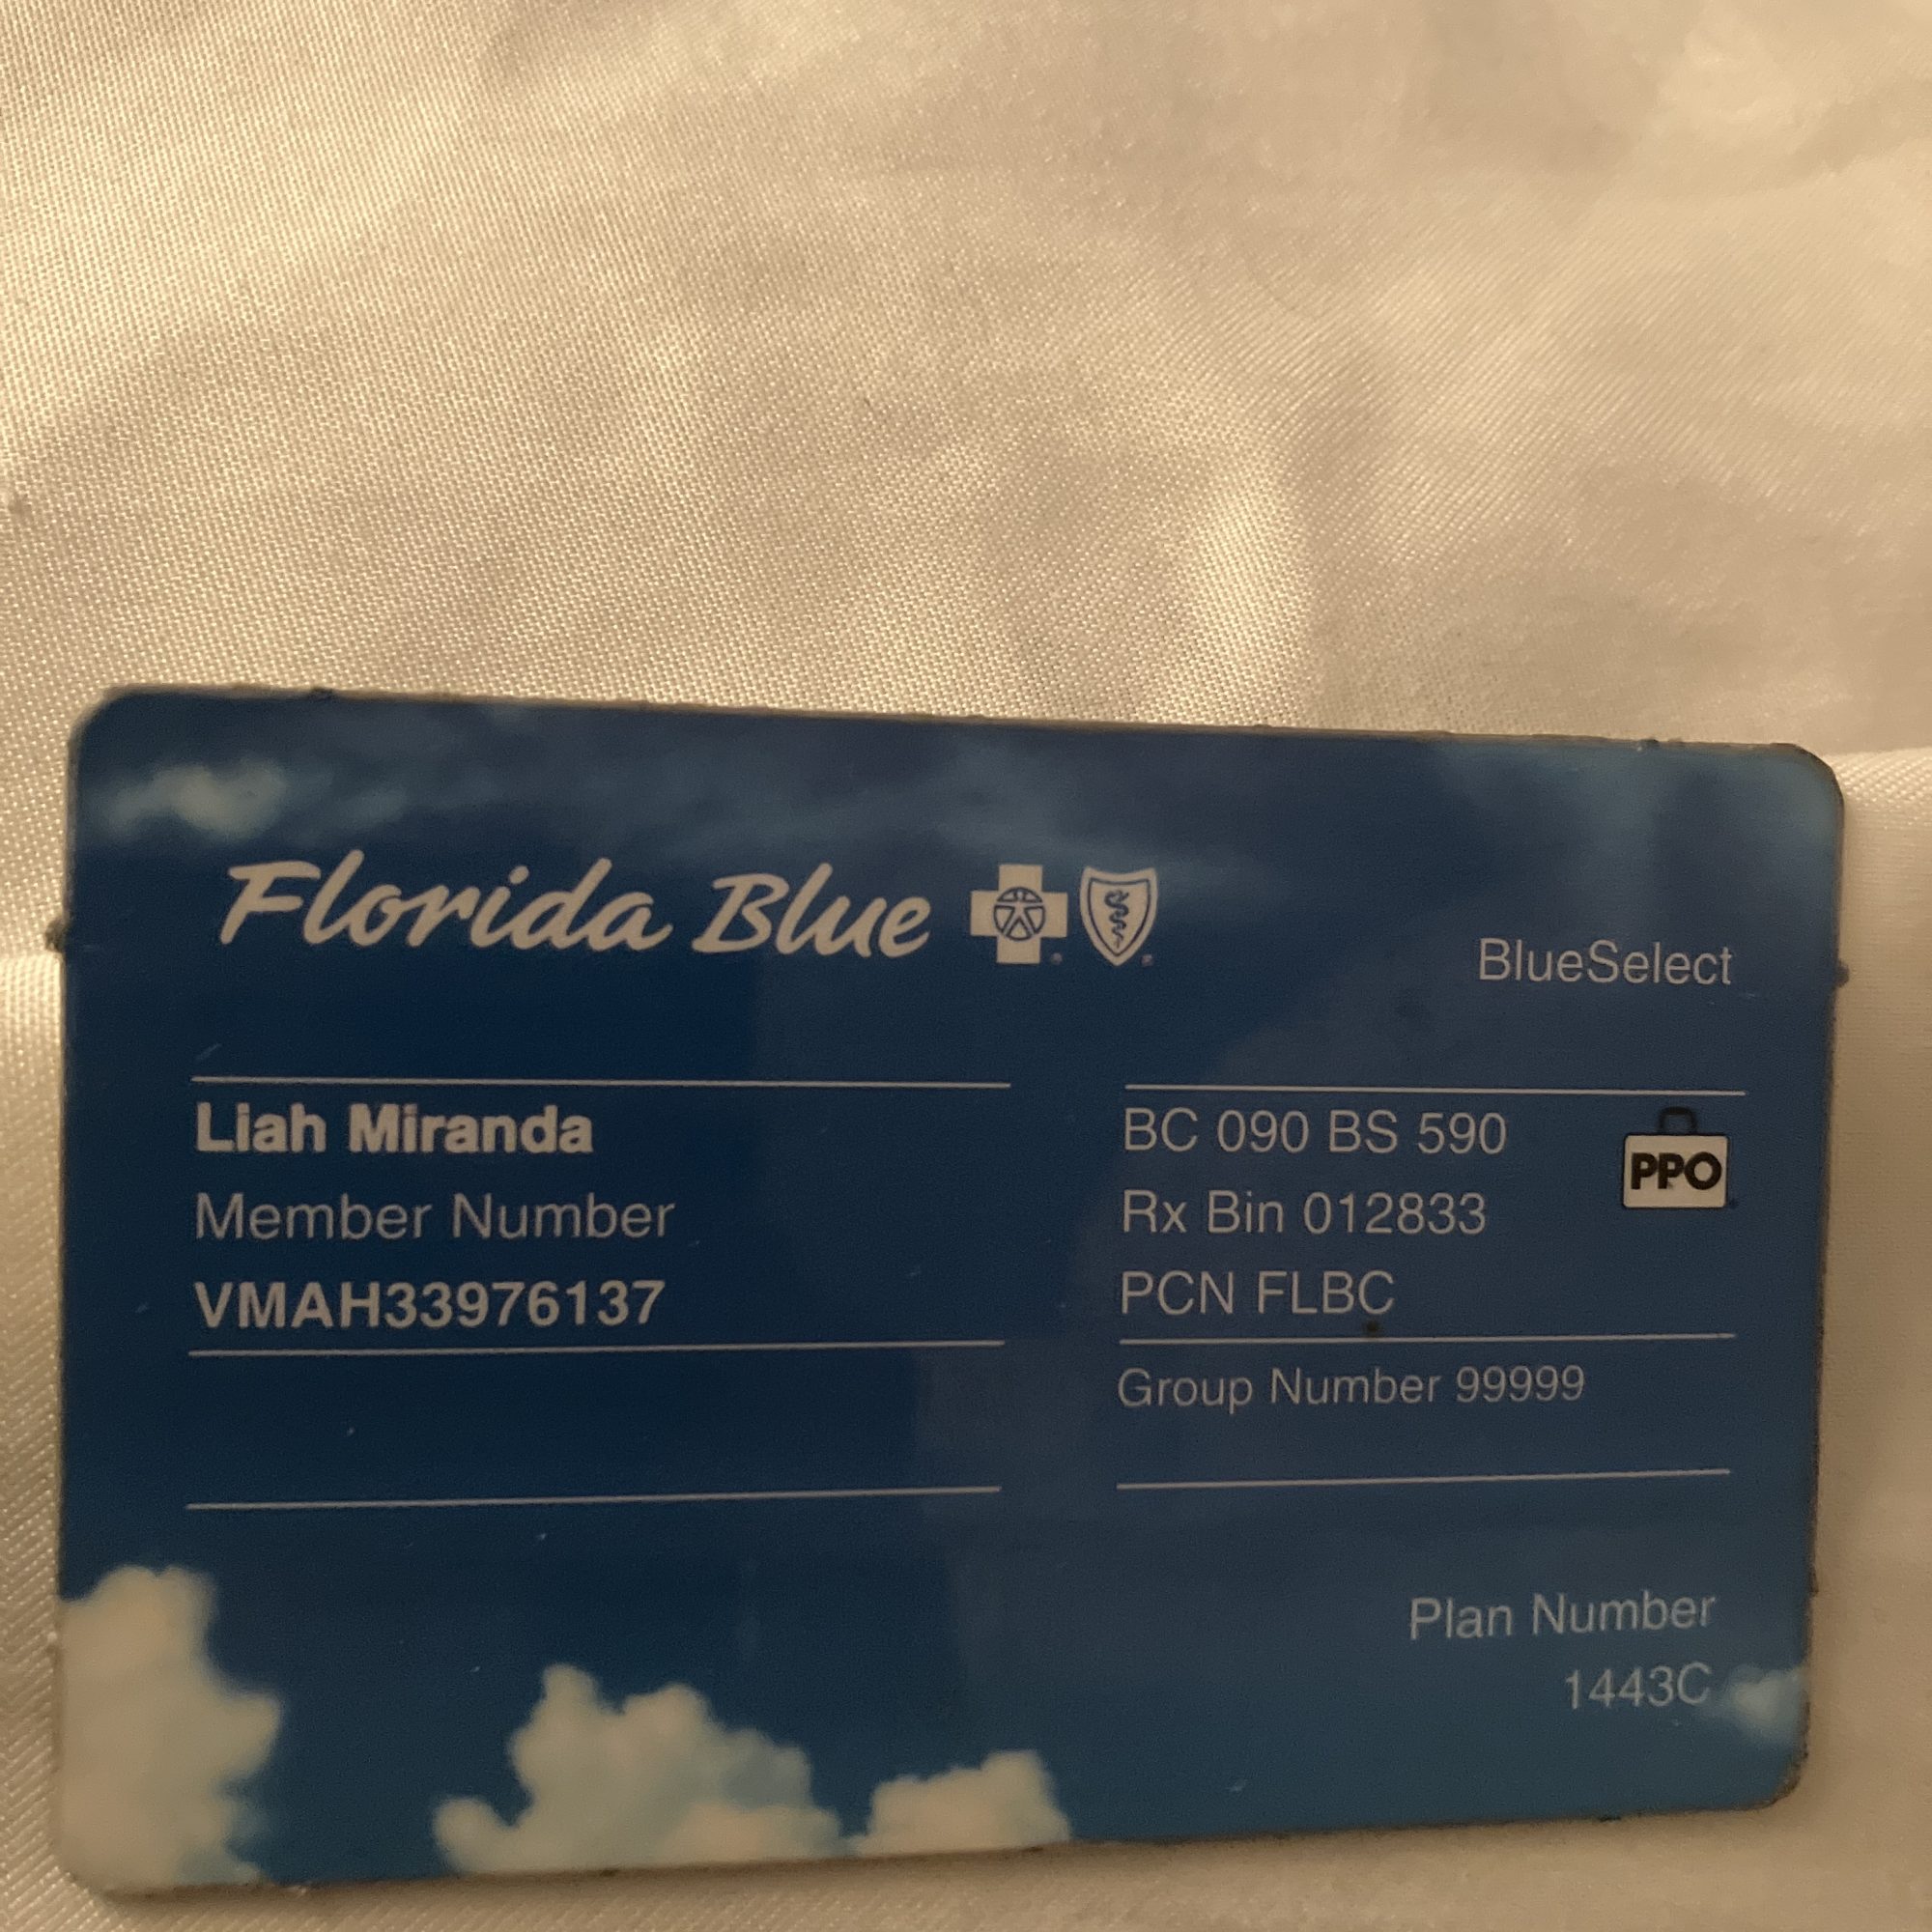 Florida Blue
BlueSelect
Liah Miranda
Member Number
VMAH33976137
BC 090 BS 590
PPO
Rx Bin 012833
PCN FLBC
Group Number 99999
Plan Number
1443C